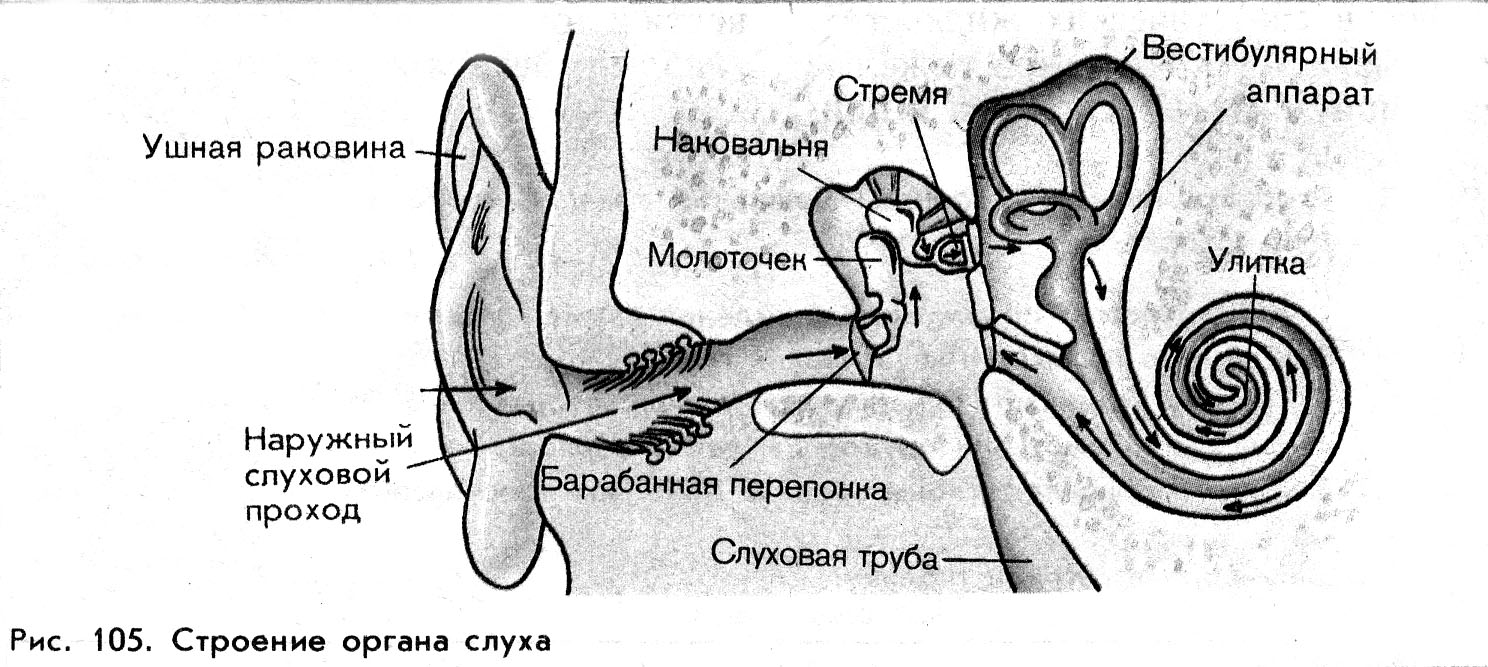 Вестибулярный
аппарат
Стремя
Ушная раковина
Наковальня
Молоточек
Улитка
Наружный
слуховой
проход
Барабанная перепонка
Слуховая труба
Рис. 105. Строение органа слуха